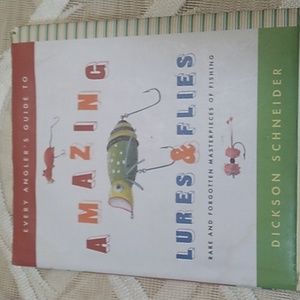 EVERY ANGLER'S GUIDE TO
AMAZING
LURES & FLIES
RARE AND FORGOTTEN MASTERPIECES OF FISHING
DICKSON SCHNEIDER